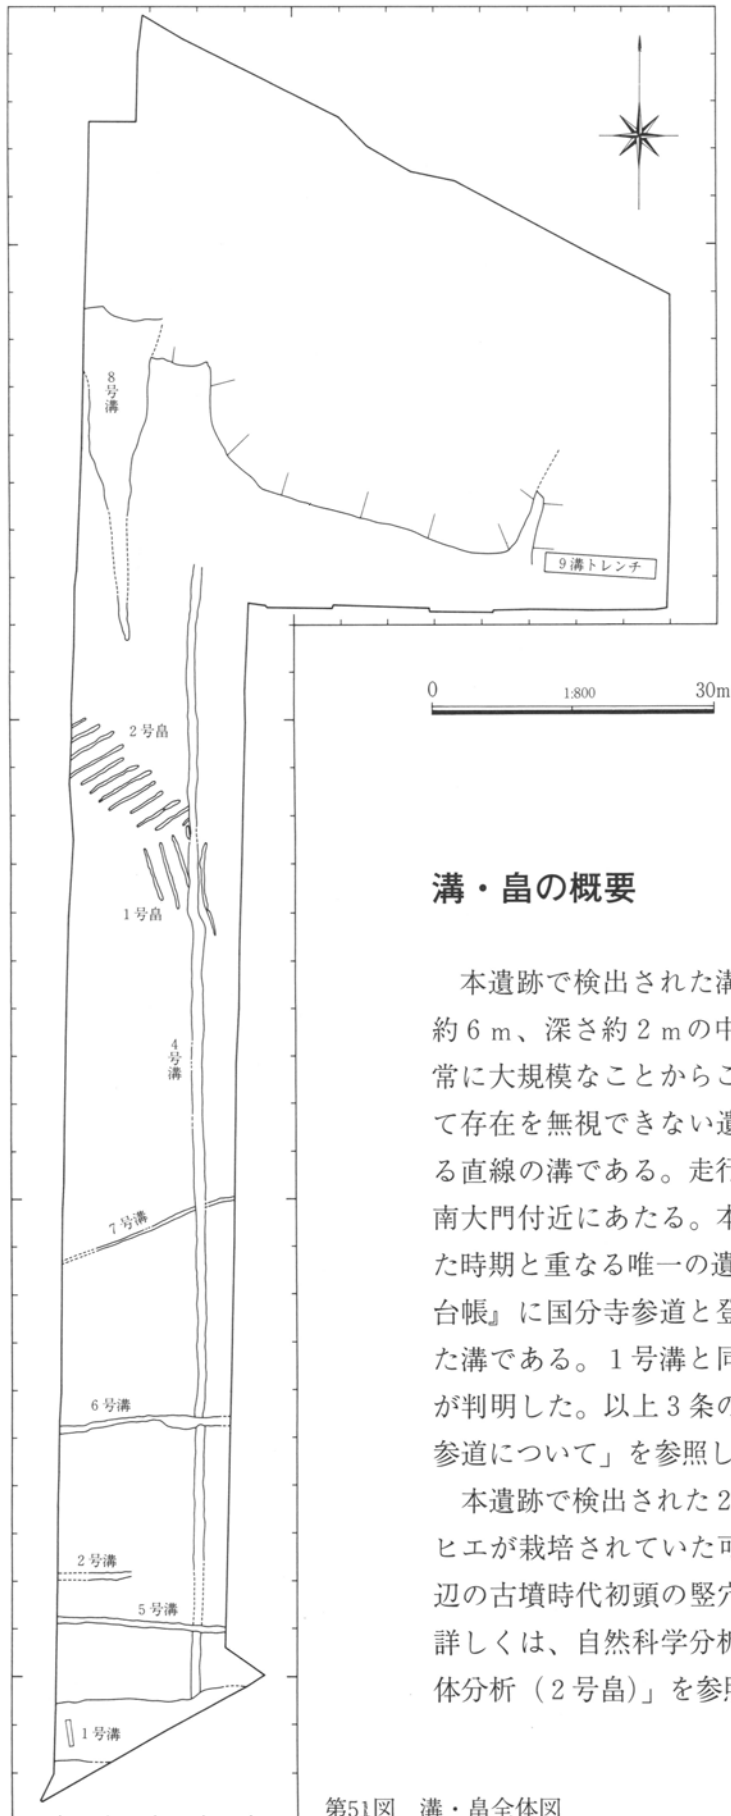 8号溝
9溝トレンチ
0 1:800 30m
2号畠
1号畠
4号溝
7号溝
6号溝
2号溝
5号溝
1号溝
溝・畠の概要
本遺跡で検出された溝
約6m、深さ約2mの中
常に大規模なことからこ
て存在を無視できない遺
る直線の溝である。走行
南大門付近にあたる。本
た時期と重なる唯一の遺
台帳』に国分寺参道と登
た溝である。1号溝と同
が判明した。以上3条の
参道について」を参照し
本遺跡で検出された2
ヒエが栽培されていた可
辺の古墳時代初頭の竪穴
詳しくは、自然科学分析
体分析（2号畠)」を参照
第51図 溝・畠全体図